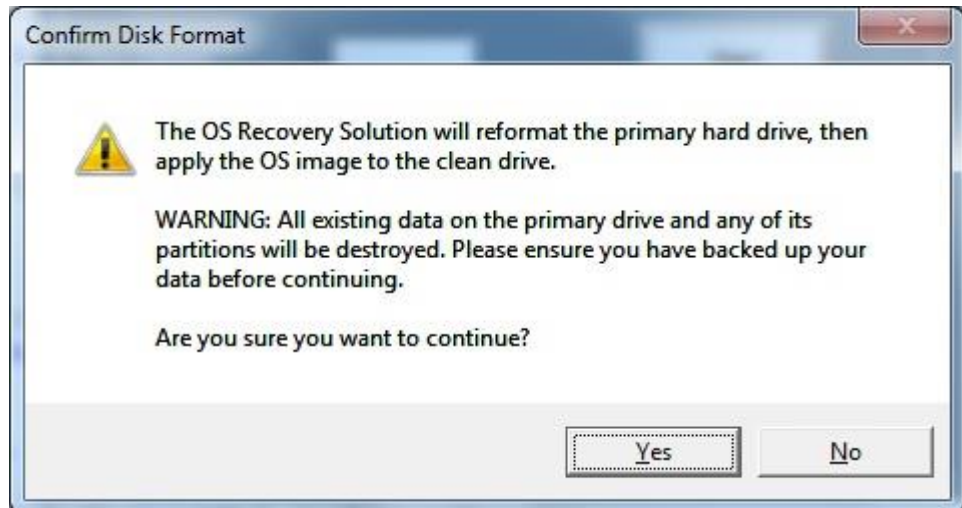 Confirm Disk Format
The OS Recovery Solution will reformat the primary hard drive, then
apply the OS image to the clean drive.
WARNING: All existing data on the primary drive and any of its
partitions will be destroyed. Please ensure you have backed up your
data before continuing.
Are you sure you want to continue?
Yes
No